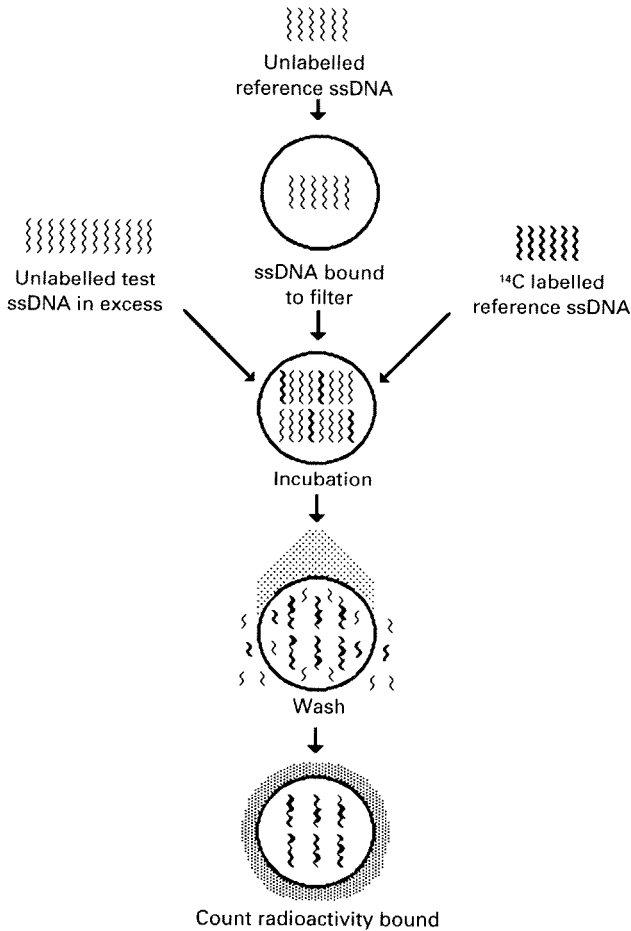 Unlabelled
reference ssDNA
Unlabelled test
ssDNA in excess
ssDNA bound
to filter
¹⁴C labelled
reference ssDNA
Incubation
Wash
Count radioactivity bound